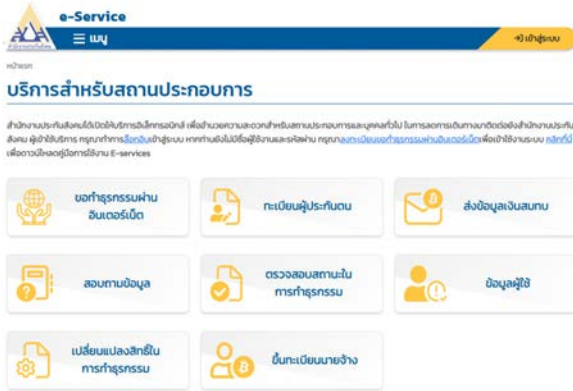 e-Service
เมนู
เข้าสู่ระบบ
หน้าแรก
บริการสำหรับสถานประกอบการ
สำนักงานประกันสังคมได้เปิดให้บริการอิเล็กทรอนิกส์ เพื่ออำนวยความสะดวกสำหรับสถานประกอบการและบุคคลทั่วไป ในการลดการเดินทางมาติดต่อยังสำนักงานประกัน
สังคม ผู้เข้าใช้บริการ กรุณาทำการล็อกอินเข้าสู่ระบบ หากท่านยังไม่มีชื่อผู้ใช้งานและรหัสผ่าน กรุณาลงทะเบียนขอทำธุรกรรมผ่านอินเตอร์เน็ตเพื่อเข้าใช้งานระบบ คลิกที่นี่
เพื่อดาวน์โหลดคู่มือการใช้งาน E-services
ขอทำธุรกรรมผ่าน
อินเตอร์เน็ต
ทะเบียนผู้ประกันตน
ส่งข้อมูลเงินสมทบ
สอบถามข้อมูล
ตรวจสอบสถานะใน
การทำธุรกรรม
ข้อมูลผู้ใช้
เปลี่ยนแปลงสิทธิ์ใน
การทำธุรกรรม
ขึ้นทะเบียนนายจ้าง